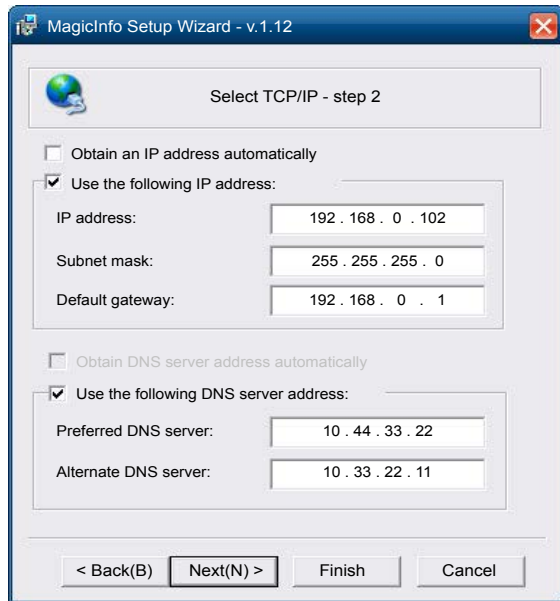 MagicInfo Setup Wizard - v.1.12
Select TCP/IP - step 2
Obtain an IP address automatically
Use the following IP address:
IP address: 192 . 168 . 0 . 102
Subnet mask: 255 . 255 . 255 . 0
Default gateway: 192 . 168 . 0 . 1
Obtain DNS server address automatically
Use the following DNS server address:
Preferred DNS server: 10 . 44 . 33 . 22
Alternate DNS server: 10 . 33 . 22 . 11
< Back(B) Next(N) > Finish Cancel